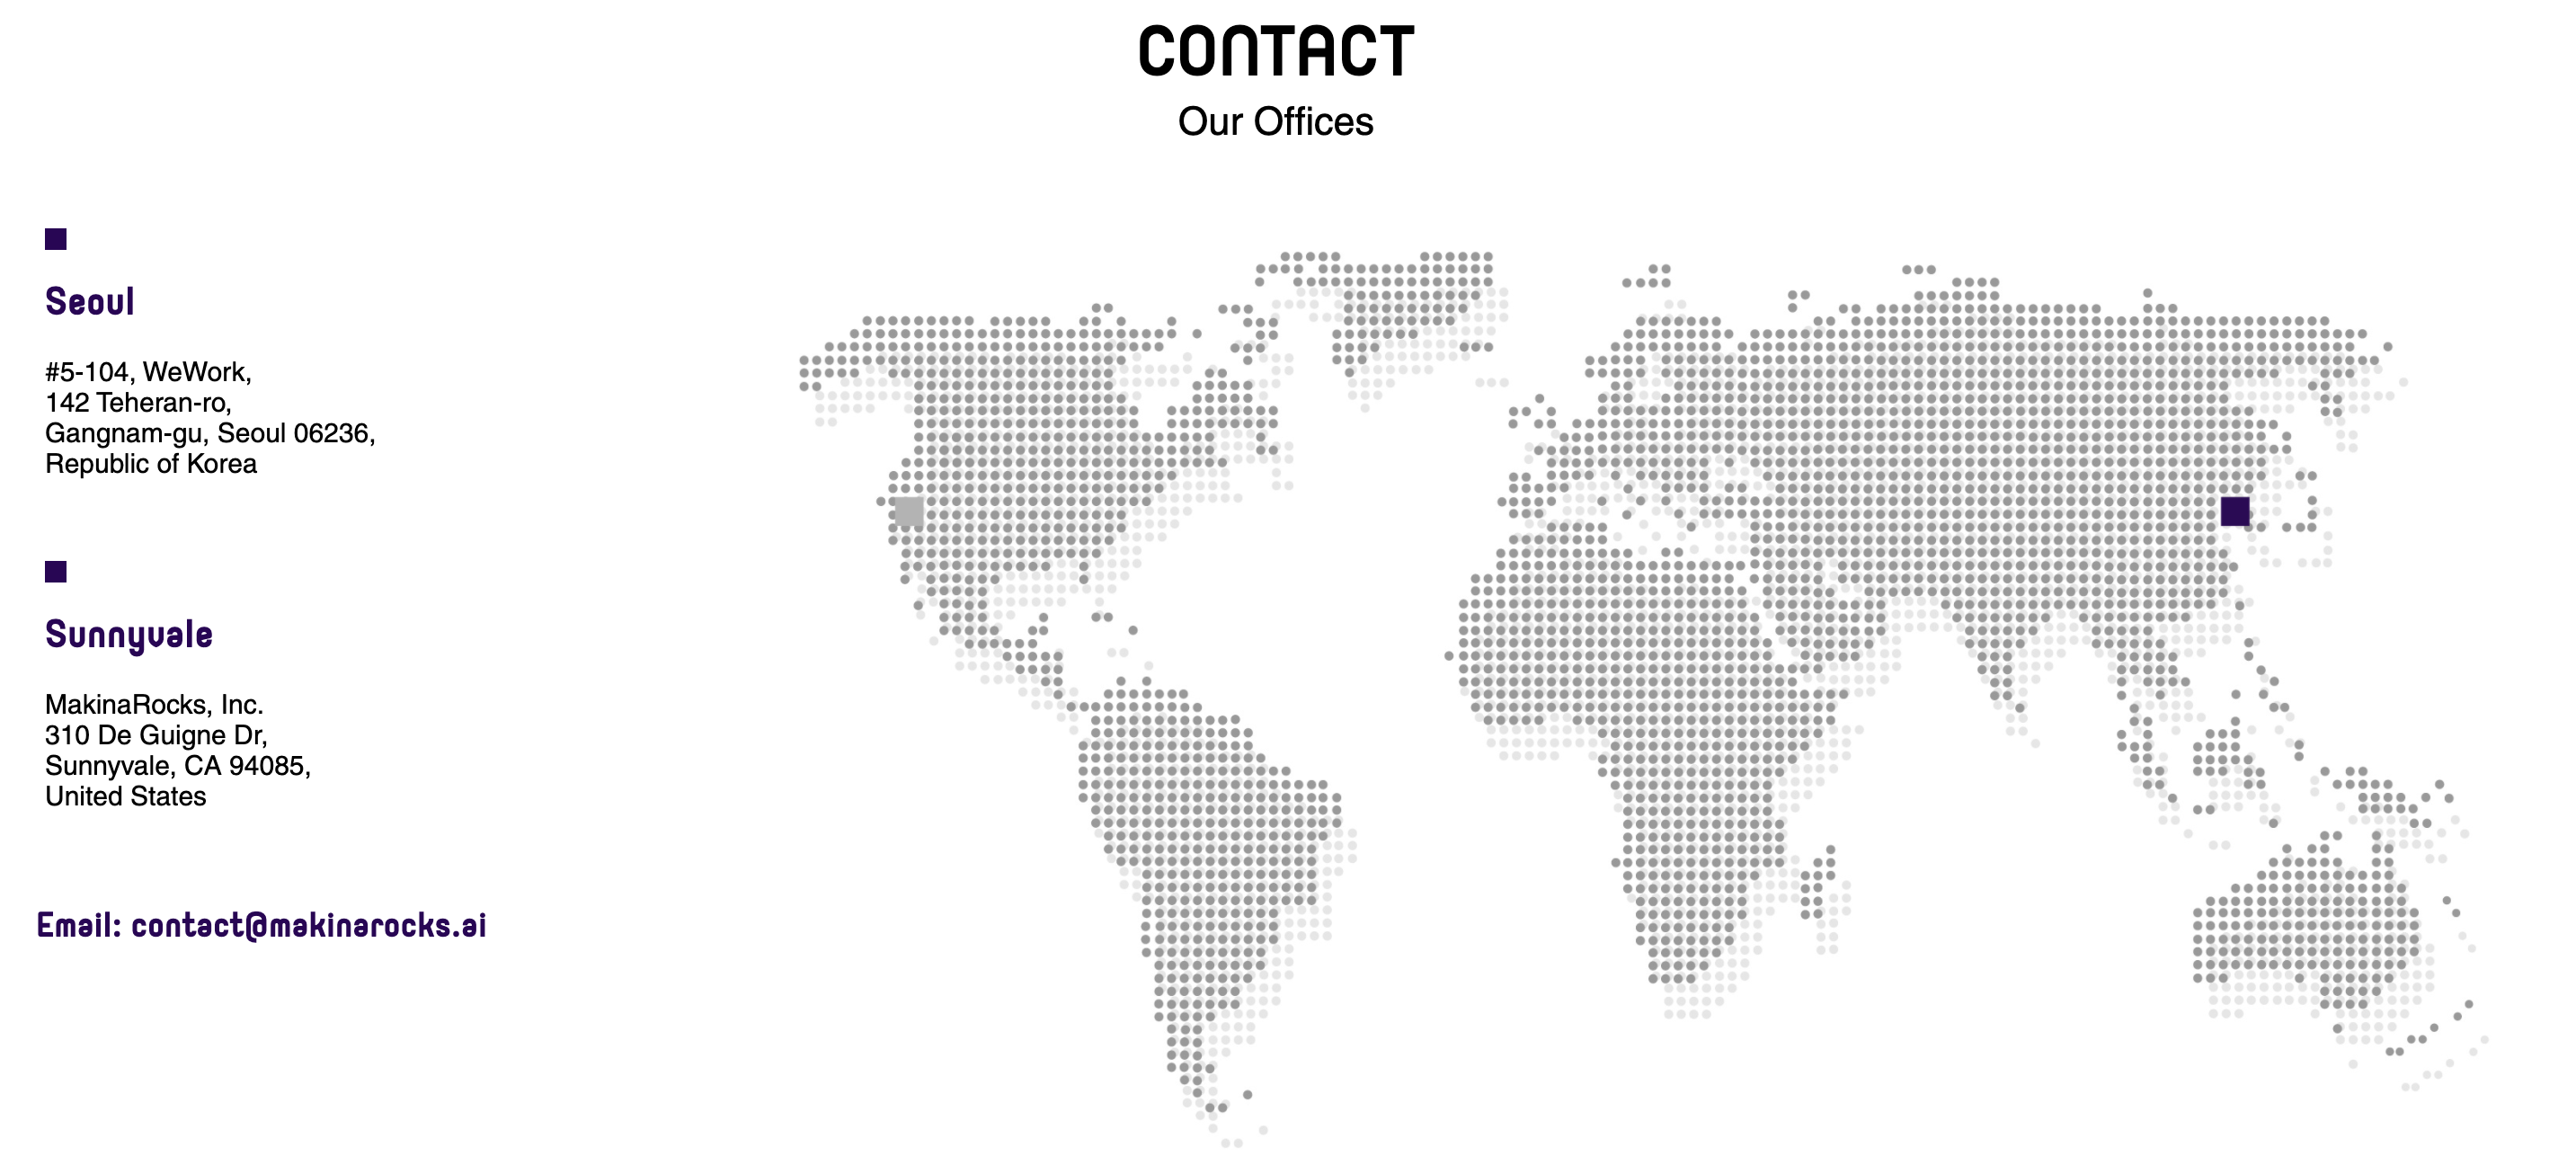 CONTACT
Our Offices
Seoul
#5-104, WeWork,
142 Teheran-ro,
Gangnam-gu, Seoul 06236,
Republic of Korea
Sunnyvale
MakinaRocks, Inc.
310 De Guigne Dr,
Sunnyvale, CA 94085,
United States
Email: contact@makinarocks.ai